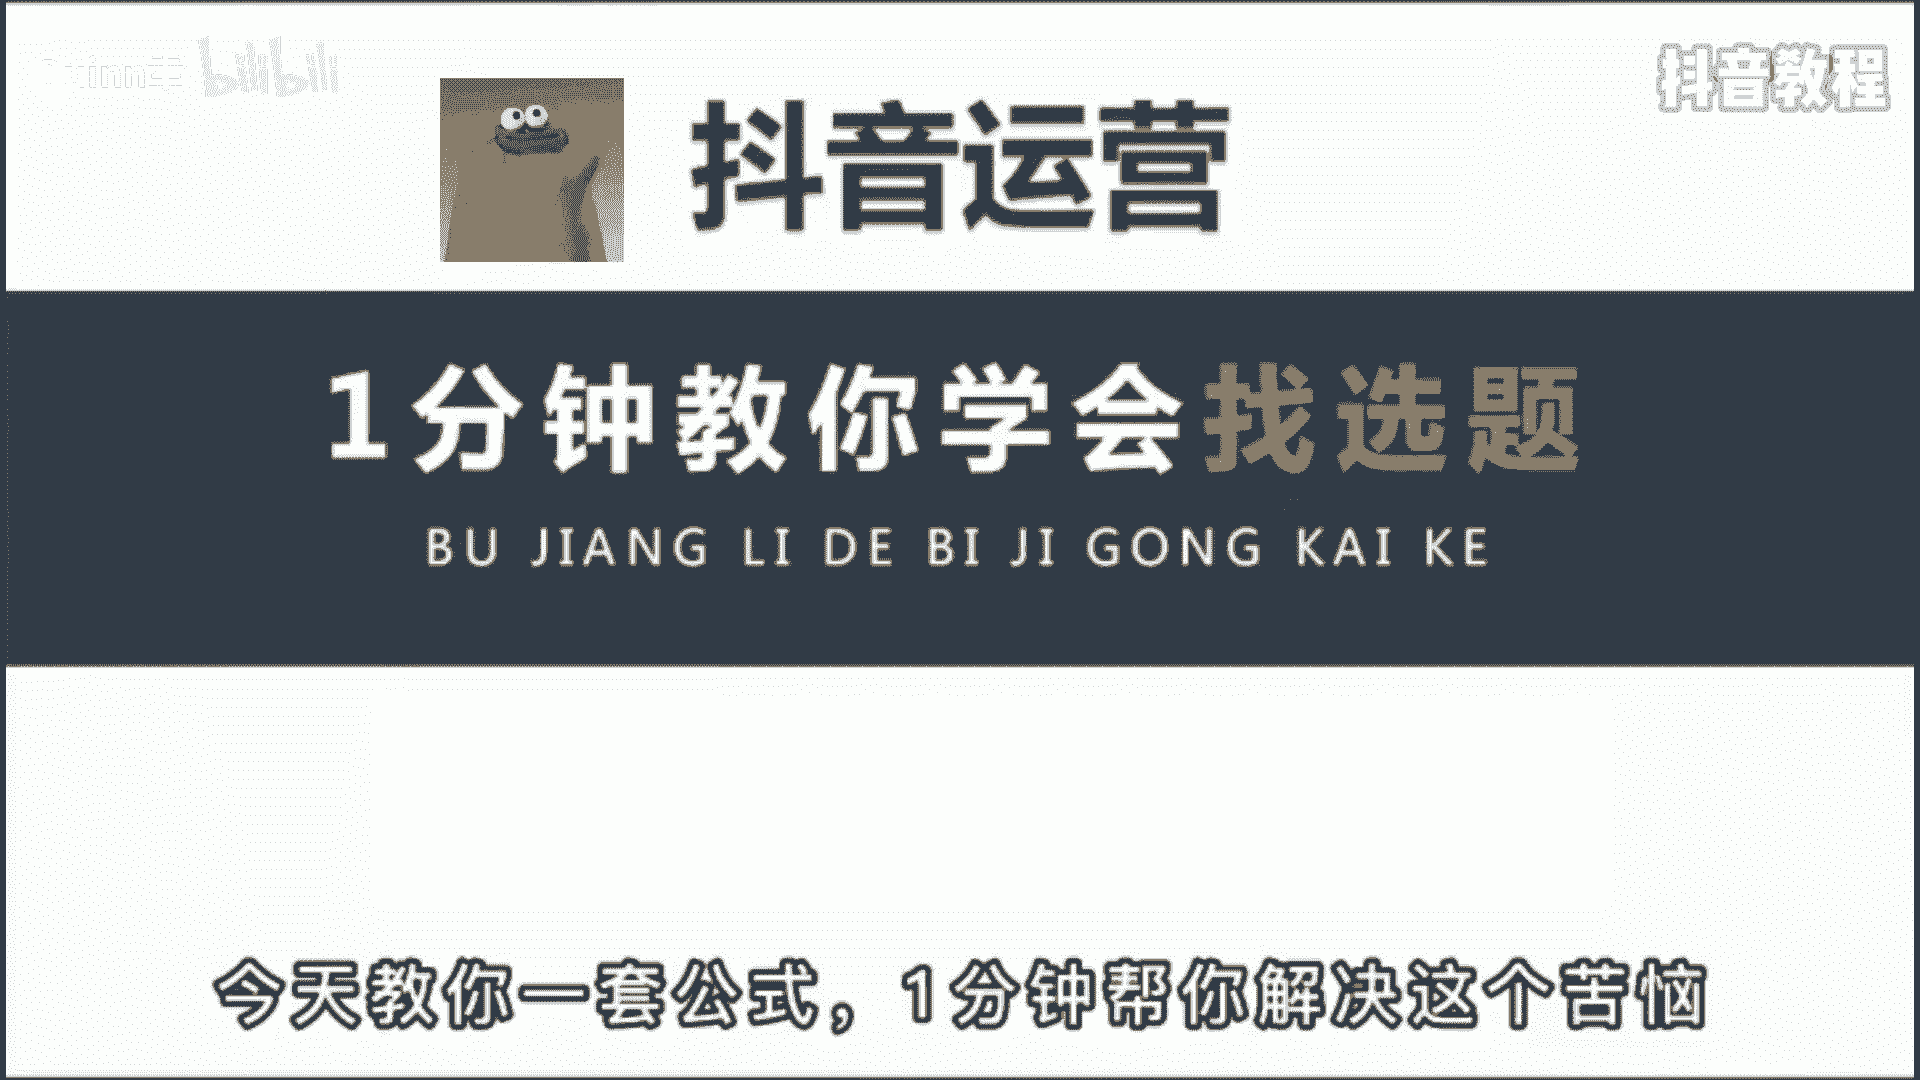 bilibili
抖音教程
抖音运营
1分钟教你学会找选题
BU JIANG LI DE BI JI GONG KAI KE
今天教你一套公式，1分钟帮你解决这个苦恼